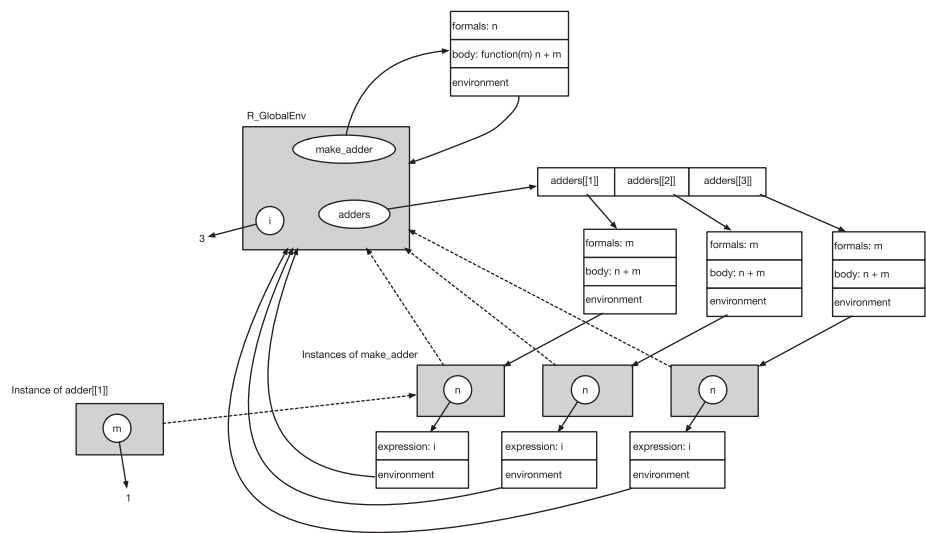 formals: n
body: function(m) n + m
environment
R_GlobalEnv
make_adder
adders
i
3
adders[[1]]
adders[[2]]
adders[[3]]
formals: m
body: n + m
environment
formals: m
body: n + m
environment
formals: m
body: n + m
environment
Instances of make_adder
n
n
n
Instance of adder[[1]]
m
1
expression: i
environment
expression: i
environment
expression: i
environment